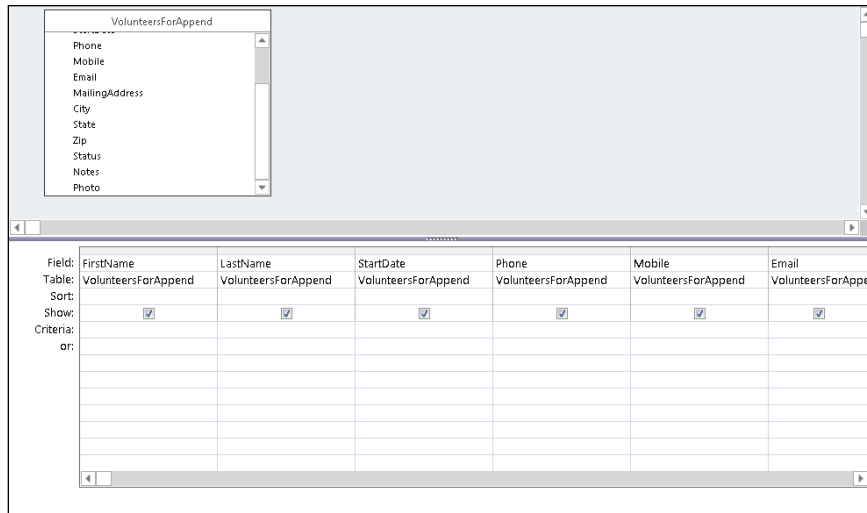 VolunteersForAppend
Phone
Mobile
Email
MailingAddress
City
State
Zip
Status
Notes
Photo
Field: FirstName LastName StartDate Phone Mobile Email
Table: VolunteersForAppend VolunteersForAppend VolunteersForAppend VolunteersForAppend VolunteersForAppend VolunteersForAppe
Sort:
Show:
Criteria:
or: